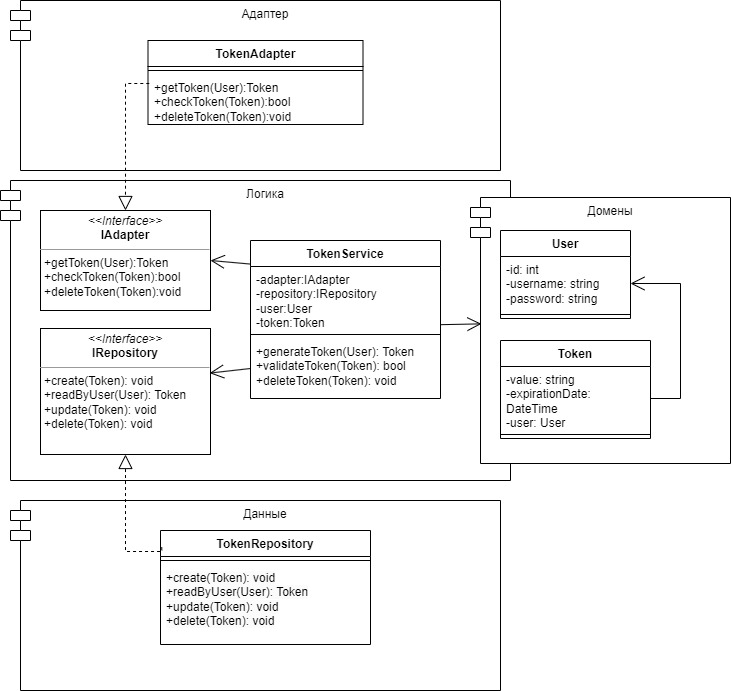 Адаптер
TokenAdapter
+getToken(User):Token
+checkToken(Token):bool
+deleteToken(Token):void
Логика
<<Interface>>
IAdapter
+getToken(User):Token
+checkToken(Token):bool
+deleteToken(Token):void
<<Interface>>
IRepository
+create(Token): void
+readByUser(User): Token
+update(Token): void
+delete(Token): void
TokenService
-adapter:IAdapter
-repository:IRepository
-user:User
-token:Token
+generateToken(User): Token
+validateToken(Token): bool
+deleteToken(Token): void
Домены
User
-id: int
-username: string
-password: string
Token
-value: string
-expirationDate:
DateTime
-user: User
Данные
TokenRepository
+create(Token): void
+readByUser(User): Token
+update(Token): void
+delete(Token): void